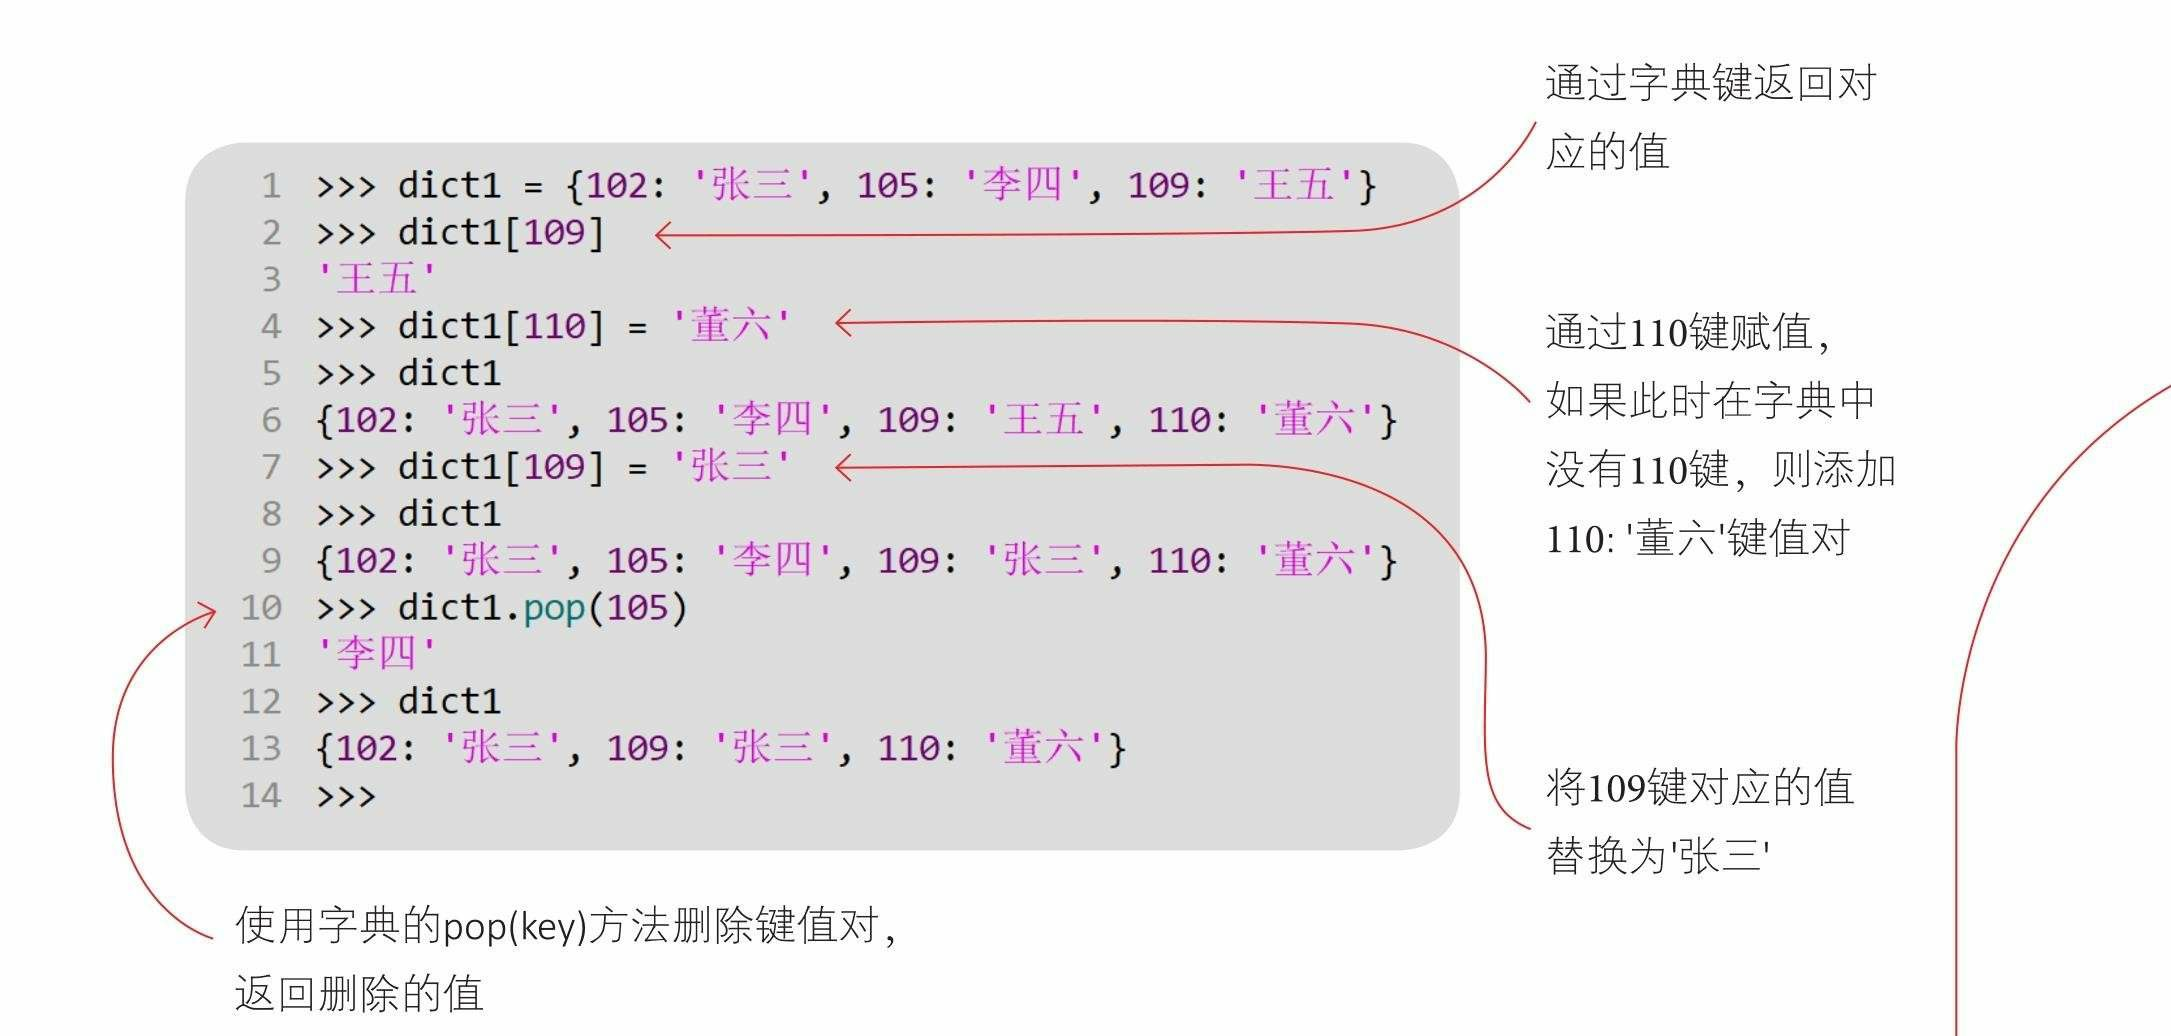 通过字典键返回对
应的值
1 >>> dict1 = {102: '张三', 105: '李四', 109: '王五'}
2 >>> dict1[109]
3 '王五'
4 >>> dict1[110] = '董六'
5 >>> dict1
6 {102: '张三', 105: '李四', 109: '王五', 110: '董六'}
7 >>> dict1[109] = '张三'
8 >>> dict1
9 {102: '张三', 105: '李四', 109: '张三', 110: '董六'}
10 >>> dict1.pop(105)
11 '李四'
12 >>> dict1
13 {102: '张三', 109: '张三', 110: '董六'}
14 >>>
通过110键赋值，
如果此时在字典中
没有110键，则添加
110: '董六'键值对
将109键对应的值
替换为'张三'
使用字典的pop(key)方法删除键值对，
返回删除的值